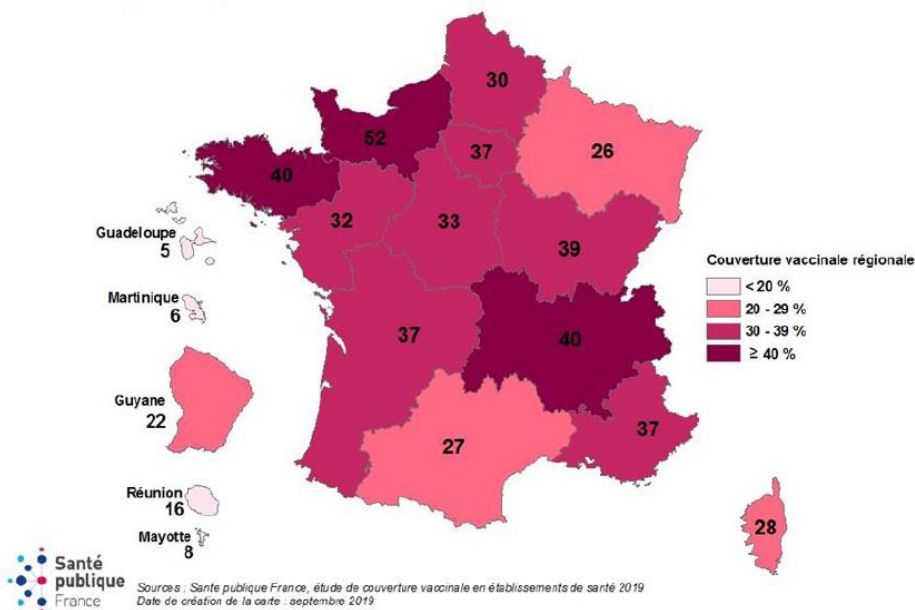 30
52
26
37
40
32
33
Guadeloupe
5
39
Couverture vaccinale régionale
< 20 %
20 - 29 %
30 - 39 %
≥ 40 %
Martinique
6
37
40
Guyane
22
37
27
Réunion
16
28
Mayotte
8
Santé
publique
France
Sources : Sante publique France, étude de couverture vaccinale en établissements de santé 2019
Date de création de la carte : septembre 2019